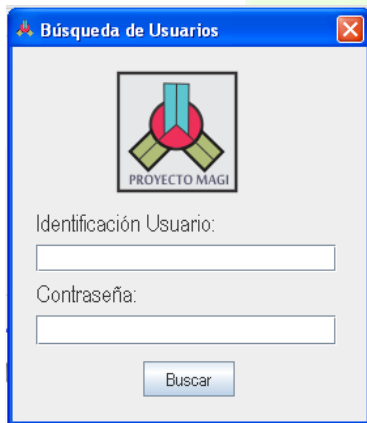 Búsqueda de Usuarios
PROYECTO MAGI
Identificación Usuario:
Contraseña:
Buscar